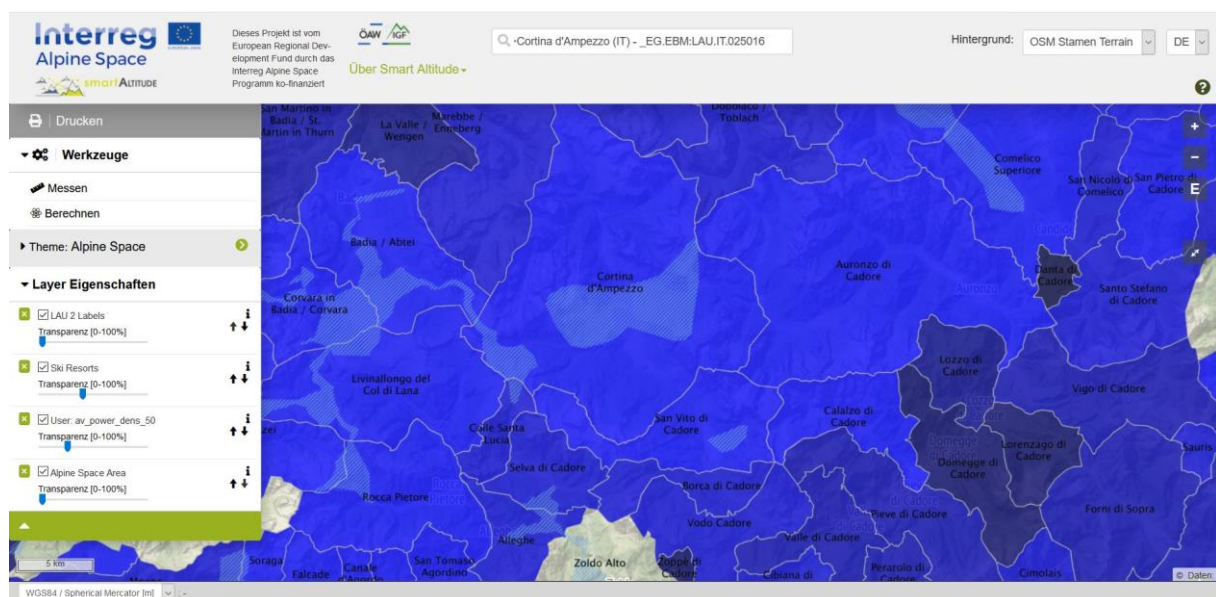 Interreg
Alpine Space
smartAltitude
Dieses Projekt ist vom
European Regional Dev-
elopment Fund durch das
Interreg Alpine Space
Programm ko-finanziert
ÖAW IGF
Über Smart Altitude
-Cortina d'Ampezzo (IT) - _EG.EBM:LAU.IT.025016
Hintergrund: OSM Stamen Terrain DE
?
Drucken
Werkzeuge
Messen
Berechnen
Theme: Alpine Space
Layer Eigenschaften
LAU 2 Labels
Transparenz [0-100%]
Ski Resorts
Transparenz [0-100%]
User: av_power_dens_50
Transparenz [0-100%]
Alpine Space Area
Transparenz [0-100%]
5 km
WGS84 / Spherical Mercator [m]
San Martino in
Badia / St.
Martin in Thurn
La Valle /
Wengen
Marebbe /
Enneberg
Dobbiaco /
Toblach
+
−
E
Comelico
Superiore
San Nicolò di
Comelico
San Pietro di
Cadore
Badia / Abtei
Cortina
d'Ampezzo
Auronzo di
Cadore
Auronzo
Danta di
Cadore
Santo Stefano
di Cadore
Corvara in
Badia / Corvara
Livinallongo del
Col di Lana
Lozzo di
Cadore
Vigo di Cadore
San Vito di
Cadore
Calalzo di
Cadore
Colle Santa
Lucia
Lorenzago di
Cadore
Sauris
Domegge di
Cadore
Selva di Cadore
Rocca Pietore
Borca di Cadore
Vodo Cadore
Pieve di Cadore
Forni di Sopra
Alleghe
Valle di Cadore
Zoldo Alto
Zoppè di
Cadore
Cibiana di
Perarolo di
Cadore
Cimolais
Soraga
Falcade
Canale
d'Agordo
San Tomaso
Agordino
© Daten: